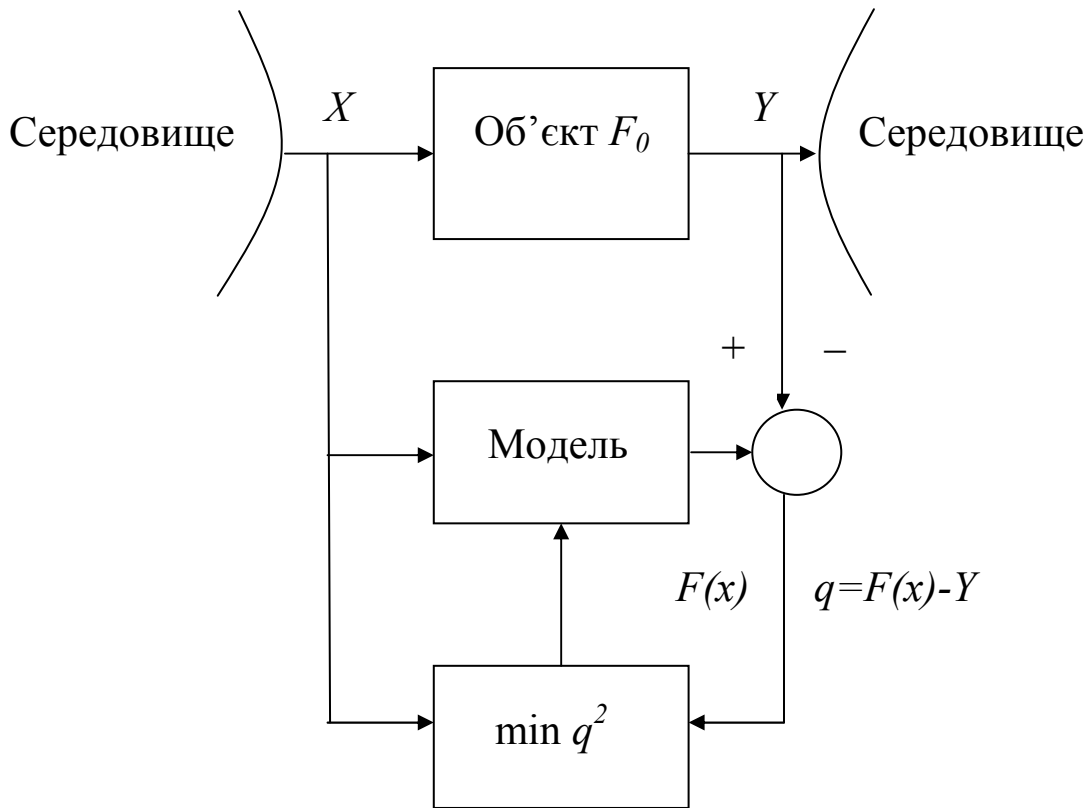 Середовище
X
Об’єкт F₀
Y
Середовище
+ –
Модель
F(x)
q=F(x)-Y
min q²